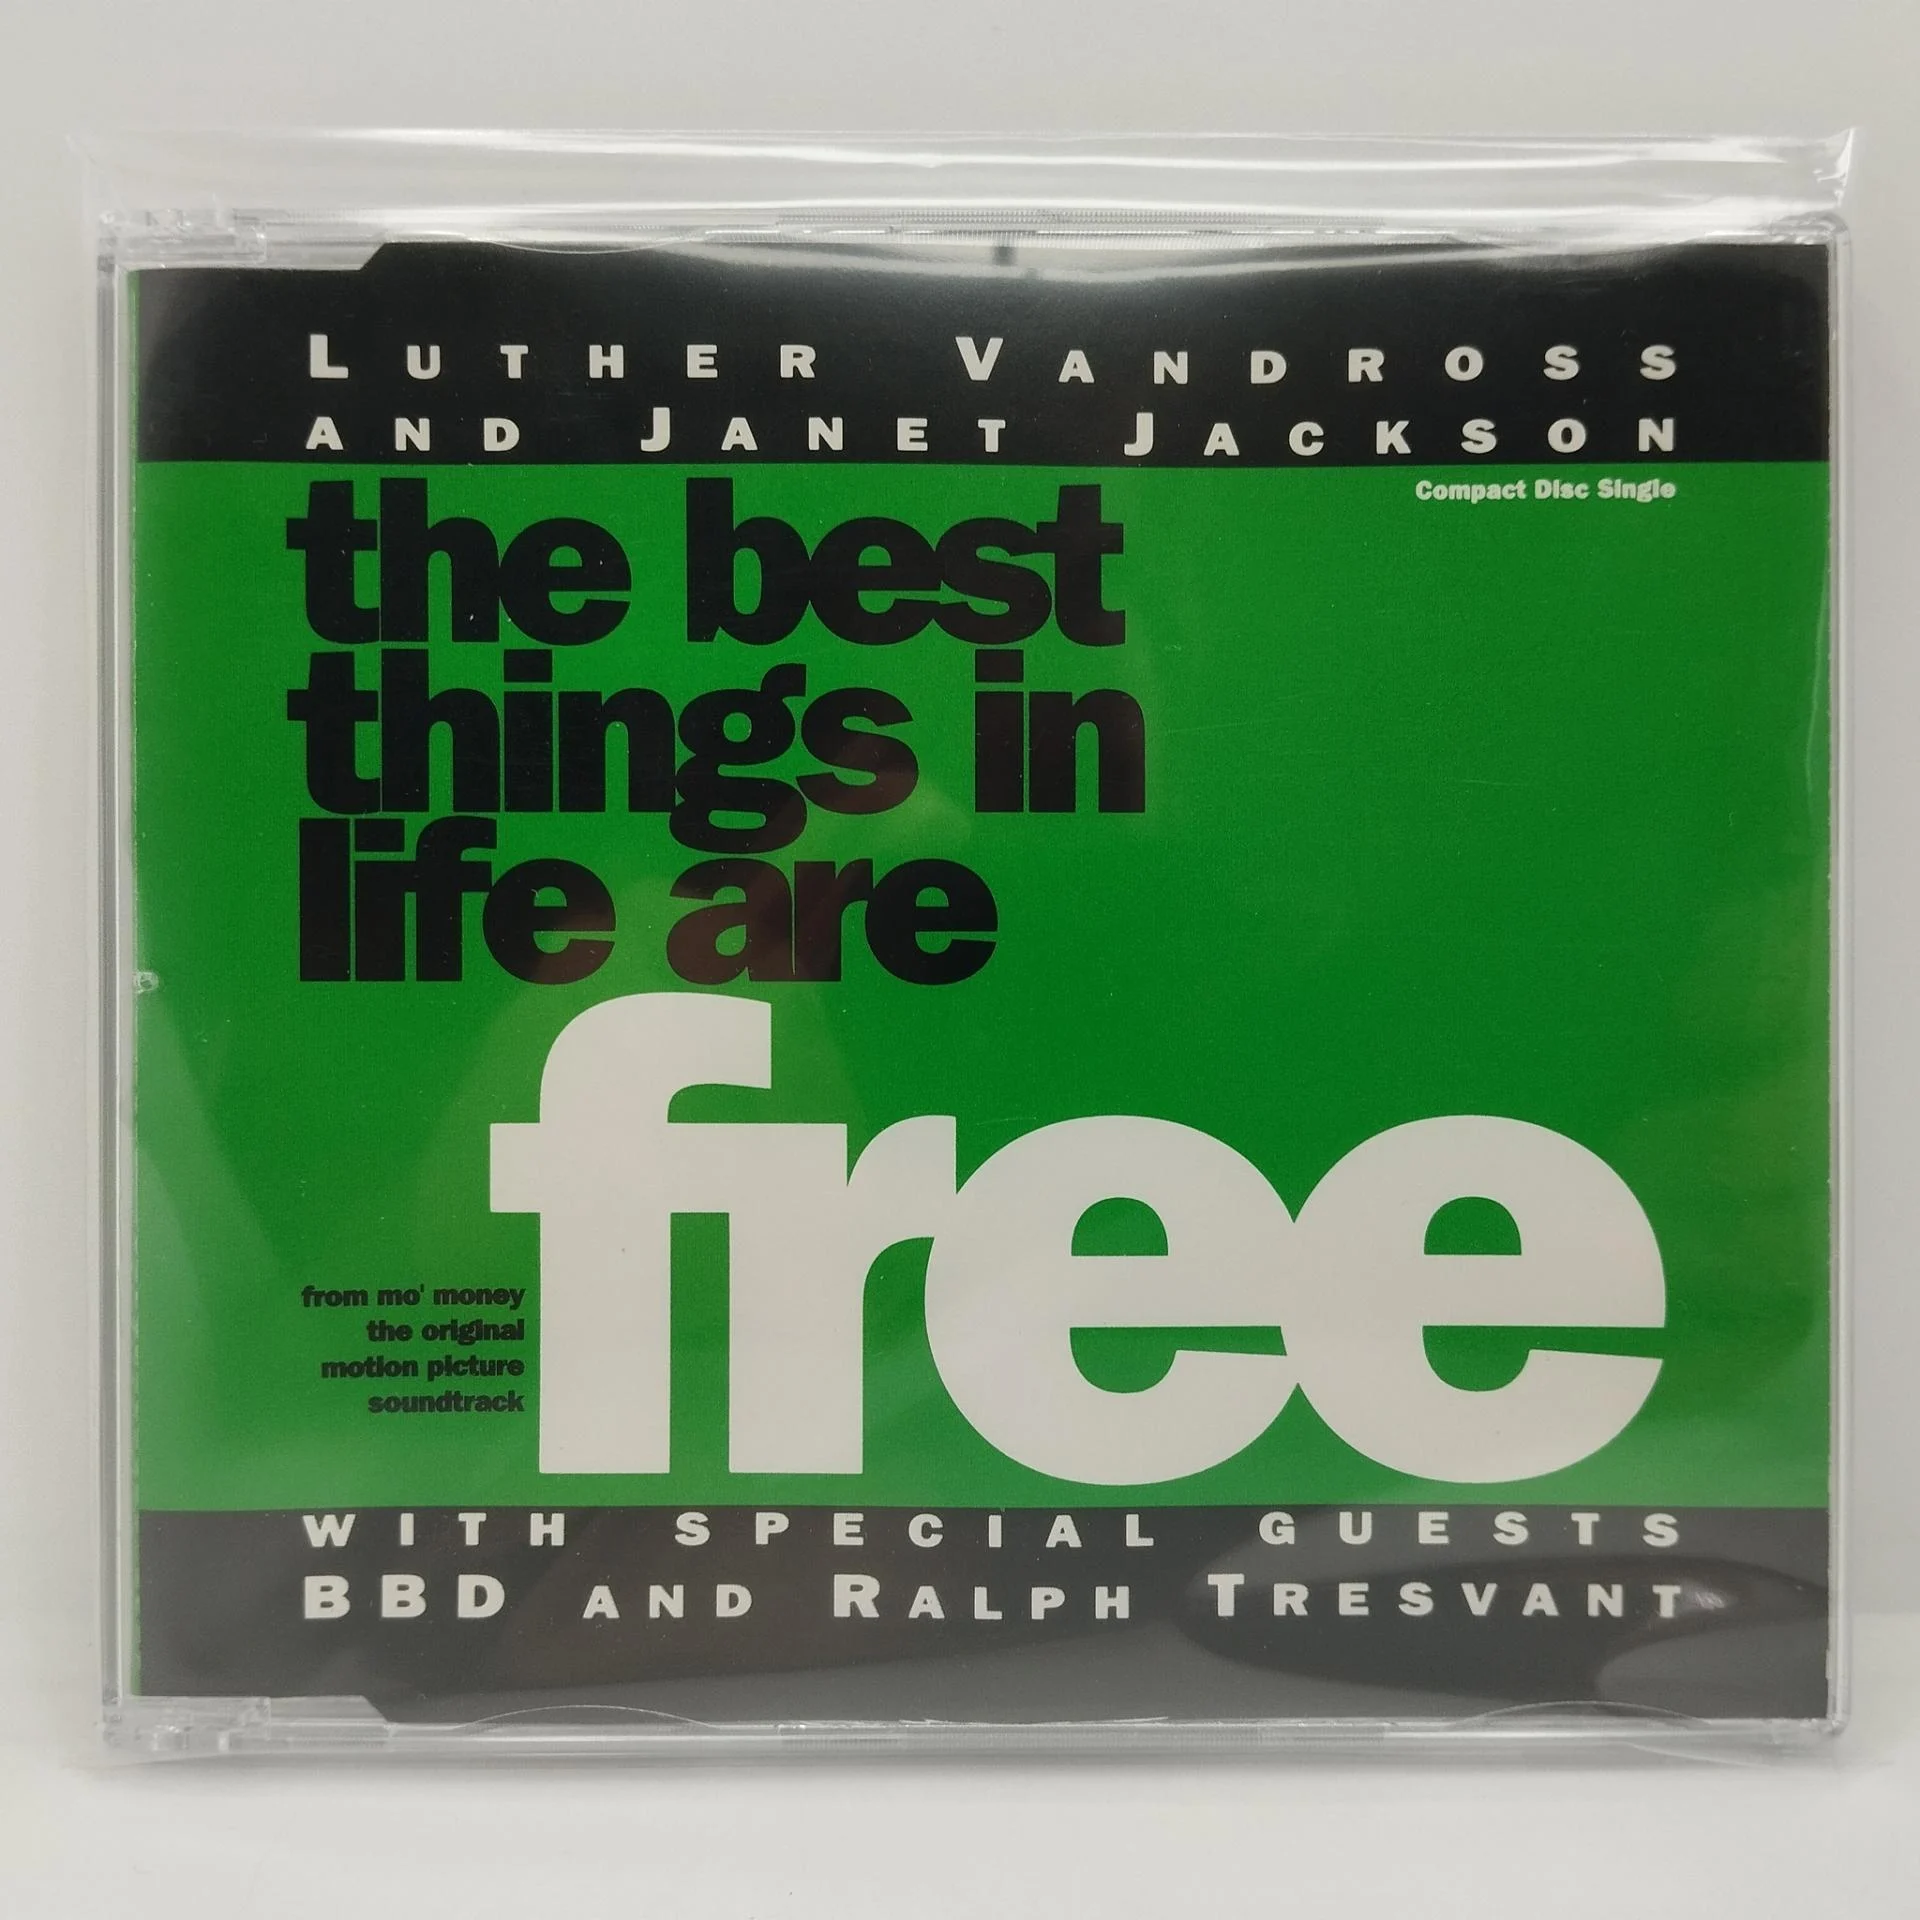 LUTHER VANDROSS
AND JANET JACKSON
Compact Disc Single
the best
things in
life are
free
from mo' money
the original
motion picture
soundtrack
WITH SPECIAL GUESTS
BBD AND RALPH TRESVANT